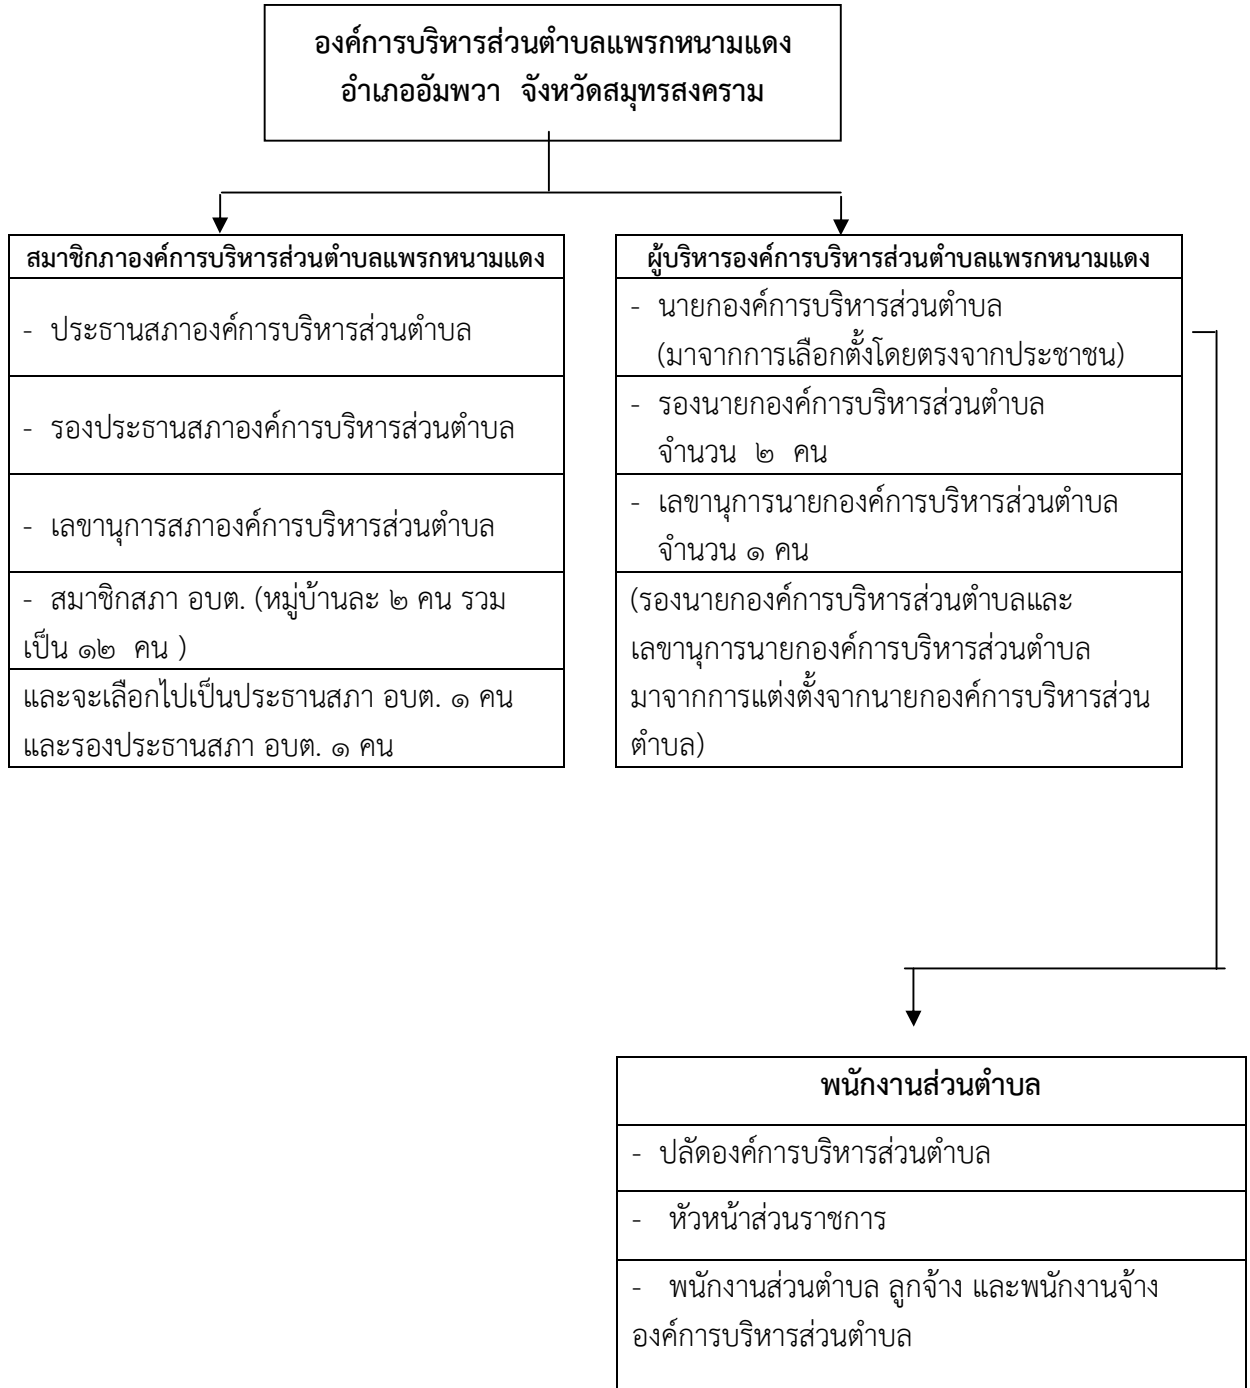 องค์การบริหารส่วนตำบลแพรกหนามแดง
อำเภออัมพวา จังหวัดสมุทรสงคราม
สมาชิกภาองค์การบริหารส่วนตำบลแพรกหนามแดง
- ประธานสภาองค์การบริหารส่วนตำบล
- รองประธานสภาองค์การบริหารส่วนตำบล
- เลขานุการสภาองค์การบริหารส่วนตำบล
- สมาชิกสภา อบต. (หมู่บ้านละ ๒ คน รวม
เป็น ๑๒ คน )
และจะเลือกไปเป็นประธานสภา อบต. ๑ คน
และรองประธานสภา อบต. ๑ คน
ผู้บริหารองค์การบริหารส่วนตำบลแพรกหนามแดง
- นายกองค์การบริหารส่วนตำบล
(มาจากการเลือกตั้งโดยตรงจากประชาชน)
- รองนายกองค์การบริหารส่วนตำบล
จำนวน ๒ คน
- เลขานุการนายกองค์การบริหารส่วนตำบล
จำนวน ๑ คน
(รองนายกองค์การบริหารส่วนตำบลและ
เลขานุการนายกองค์การบริหารส่วนตำบล
มาจากการแต่งตั้งจากนายกองค์การบริหารส่วน
ตำบล)
พนักงานส่วนตำบล
- ปลัดองค์การบริหารส่วนตำบล
- หัวหน้าส่วนราชการ
- พนักงานส่วนตำบล ลูกจ้าง และพนักงานจ้าง
องค์การบริหารส่วนตำบล